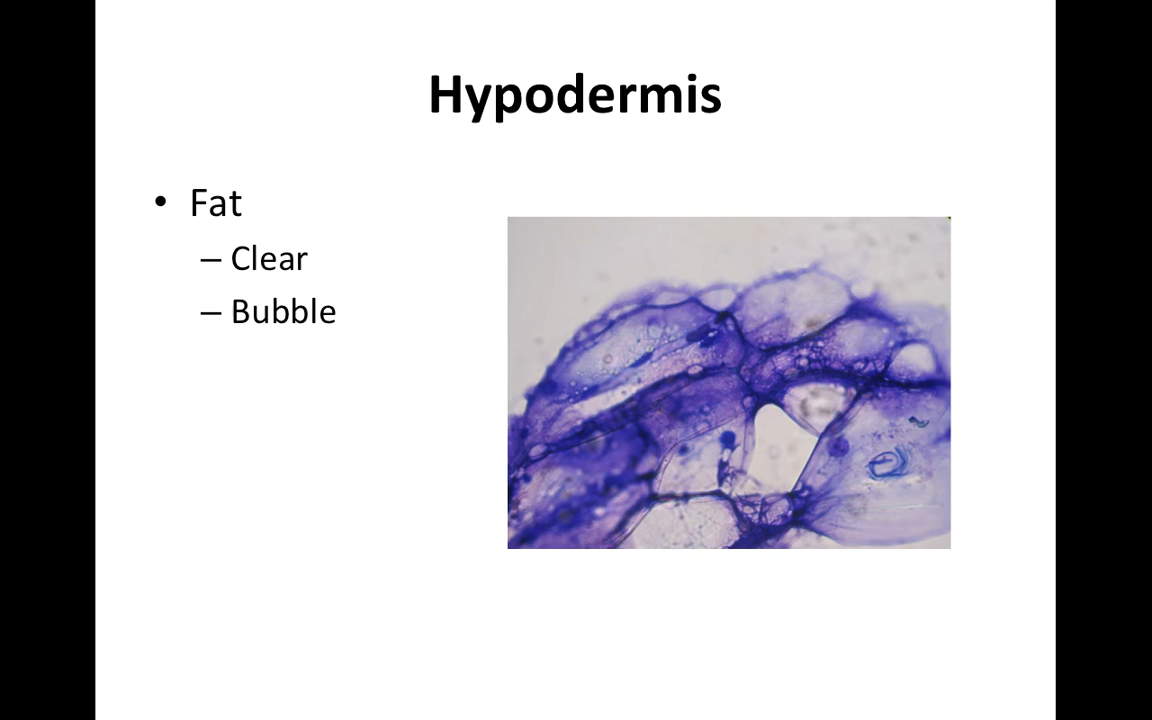 Hypodermis
• Fat
– Clear
– Bubble